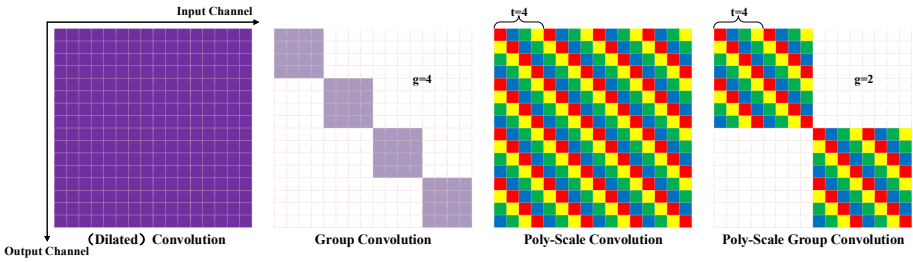 Input Channel
t=4
t=4
g=4
g=2
（Dilated） Convolution
Group Convolution
Poly-Scale Convolution
Poly-Scale Group Convolution
Output Channel